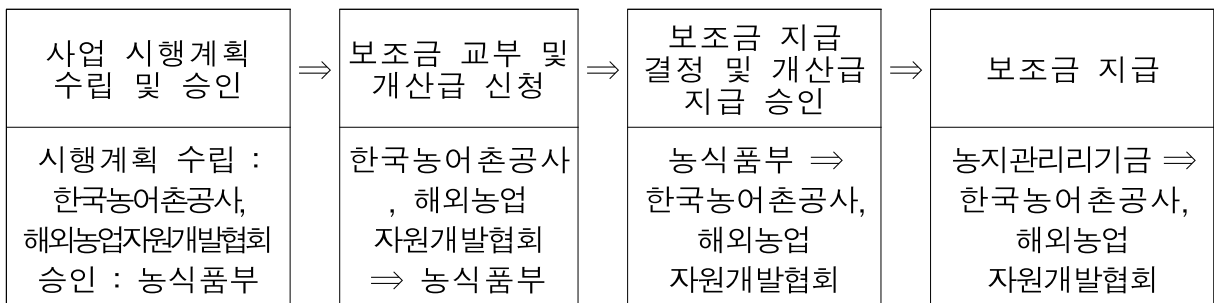 사업 시행계획
수립 및 승인
⇒
보조금 교부 및
개산급 신청
⇒
보조금 지급
결정 및 개산급
지급 승인
⇒
보조금 지급
시행계획 수립 :
한국농어촌공사,
해외농업자원개발협회
승인 : 농식품부
한국농어촌공사
, 해외농업
자원개발협회
⇒ 농식품부
농식품부 ⇒
한국농어촌공사,
해외농업
자원개발협회
농지관리리기금 ⇒
한국농어촌공사,
해외농업
자원개발협회